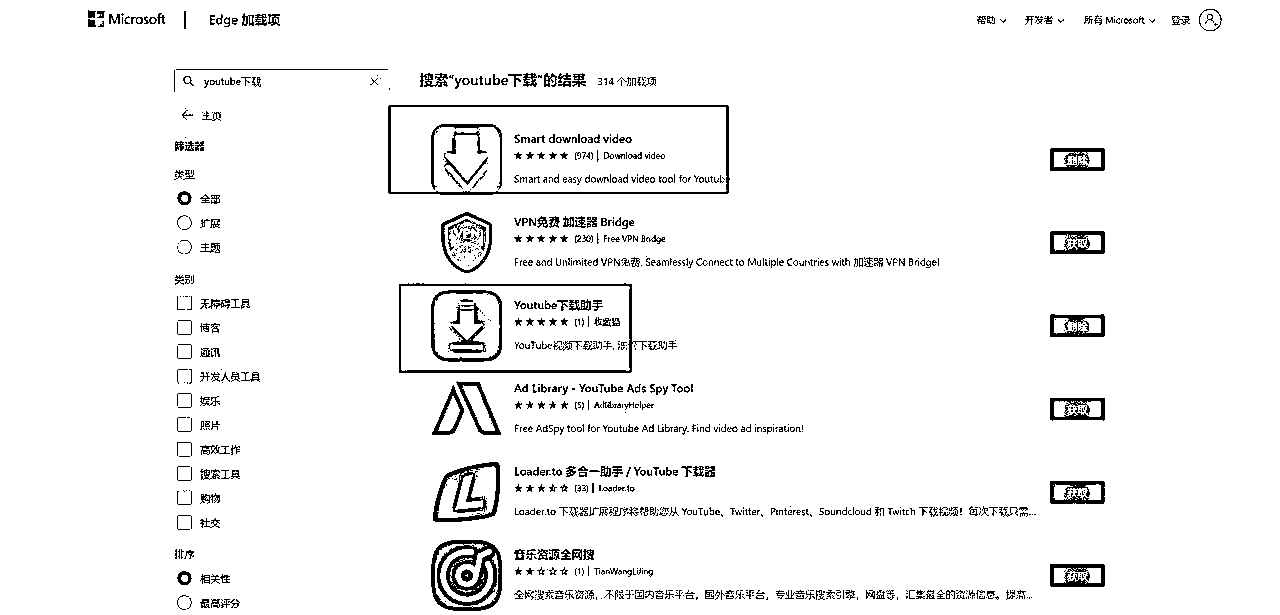 Microsoft | Edge 加载项 帮助 开发者 所有 Microsoft 登录
youtube下载
搜索"youtube下载"的结果 314 个加载项
主页
筛选器
类型
全部
扩展
主题
类别
无障碍工具
博客
通讯
开发人员工具
娱乐
照片
高效工作
搜索工具
购物
社交
排序
相关性
最高评分
Smart download video
★★★★★ (974) | Download video
Smart and easy download video tool for Youtube
删除
VPN免费 加速器 Bridge
★★★★★ (230) | Free VPN Bridge
Free and Unlimited VPN免费. Seamlessly Connect to Multiple Countries with 加速器 VPN Bridge!
获取
Youtube下载助手
★★★★★ (1) |
YouTube视频下载助手, 下载助手
删除
Ad Library - YouTube Ads Spy Tool
★★★★★ (5) | AdlibraryHelper
Free AdSpy tool for Youtube Ad Library. Find video ad inspiration!
获取
Loader.to 多合一助手 / YouTube 下载器
★★★☆☆ (33) | Loader.to
Loader.to 下载器扩展程序将帮助您从 YouTube、Twitter、Pinterest、Soundcloud 和 Twitch 下载视频! 每次下载只需...
获取
音乐资源全网搜
★★☆☆☆ (1) | TianWangLiLing
全网搜索音乐资源, 不限于国内音乐平台, 国外音乐平台, 专业音乐搜索引擎, 网盘等, 汇集最全的资源信息。提高...
获取